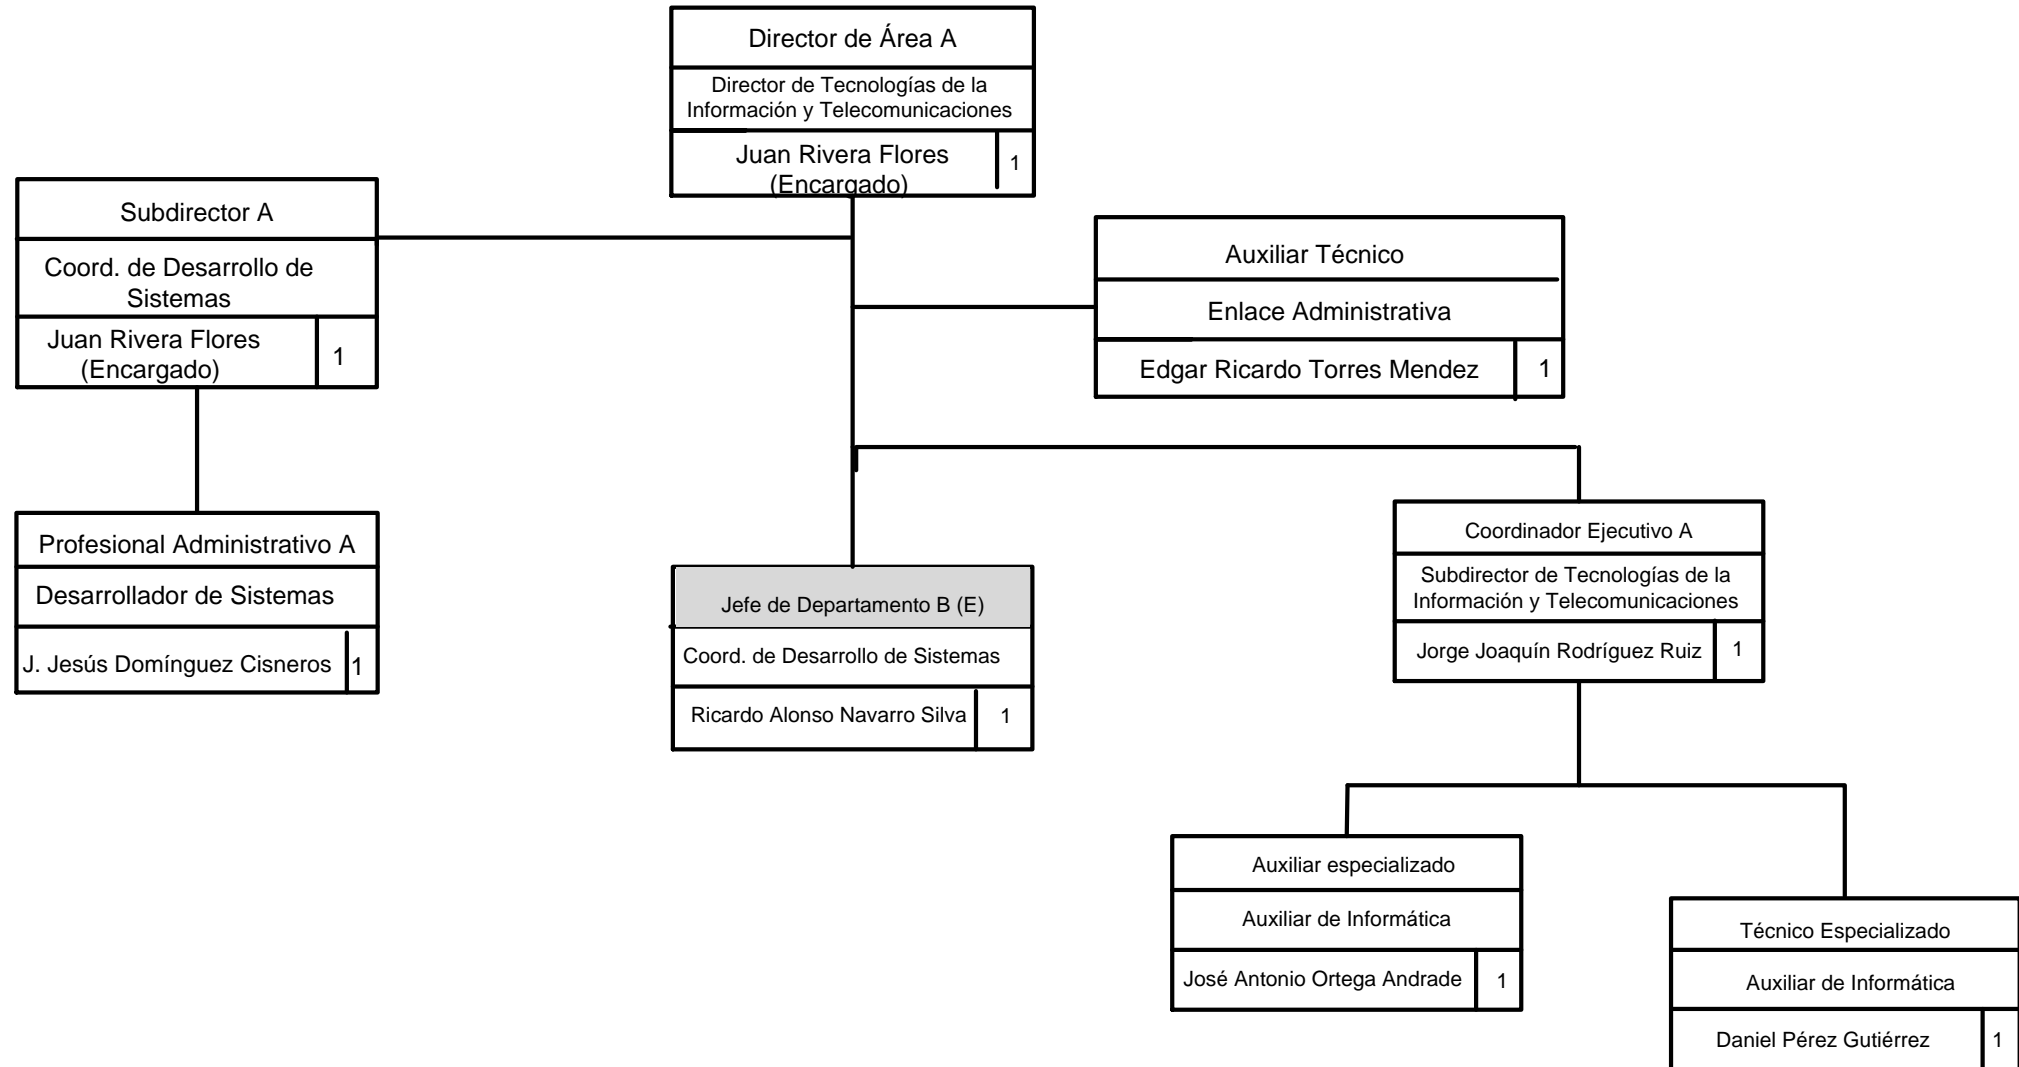 Director de Área A
Director de Tecnologías de la
Información y Telecomunicaciones
Juan Rivera Flores
(Encargado)
1
Subdirector A
Coord. de Desarrollo de
Sistemas
Juan Rivera Flores
(Encargado)
1
Auxiliar Técnico
Enlace Administrativa
Edgar Ricardo Torres Mendez
1
Profesional Administrativo A
Desarrollador de Sistemas
J. Jesús Domínguez Cisneros
1
Jefe de Departamento B (E)
Coord. de Desarrollo de Sistemas
Ricardo Alonso Navarro Silva
1
Coordinador Ejecutivo A
Subdirector de Tecnologías de la
Información y Telecomunicaciones
Jorge Joaquín Rodríguez Ruiz
1
Auxiliar especializado
Auxiliar de Informática
José Antonio Ortega Andrade
1
Técnico Especializado
Auxiliar de Informática
Daniel Pérez Gutiérrez
1